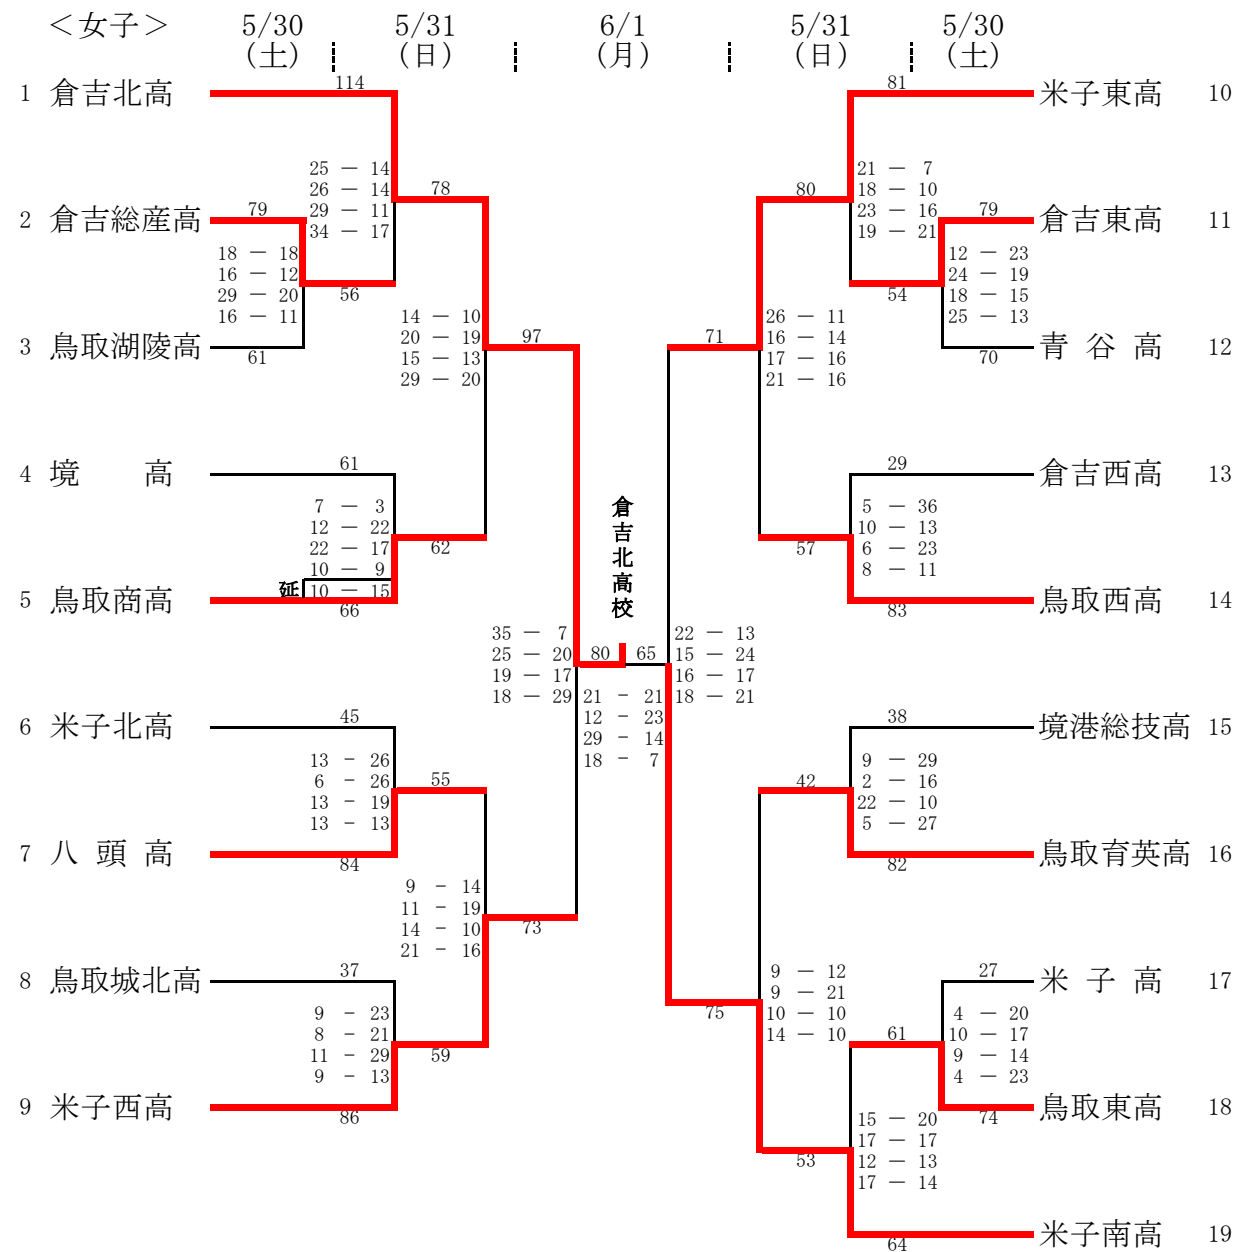 ＜女子＞ 5/30 5/31 6/1 5/31 5/30
（土） （日） （月） （日） （土）
1 倉吉北高 114 81 米子東高 10
25 － 14 21 － 7
26 － 14 78 80 18 － 10
29 － 11 23 － 16
34 － 17 19 － 21
2 倉吉総産高 79 79 倉吉東高 11
18 － 18 12 － 23
16 － 12 24 － 19
29 － 20 56 54 18 － 15
16 － 11 25 － 13
3 鳥取湖陵高 61 70 青谷高 12
14 － 10 26 － 11
20 － 19 97 71 16 － 14
15 － 13 17 － 16
29 － 20 21 － 16
4 境高 61 29 倉吉西高 13
7 － 3 5 － 36
12 － 22 10 － 13
22 － 17 62 57 6 － 23
10 － 9 8 － 11
延 10 － 15
5 鳥取商高 66 83 鳥取西高 14
倉吉北高校
35 － 7 22 － 13
25 － 20 80 65 15 － 24
19 － 17 16 － 17
18 － 29 18 － 21
21 - 21
12 - 23
29 - 14
18 - 7
6 米子北高 45 38 境港総技高 15
13 - 26 9 － 29
6 - 26 55 42 2 － 16
13 - 19 22 － 10
13 - 13 5 － 27
7 八頭高 84 82 鳥取育英高 16
9 - 14
11 - 19
14 - 10 73
21 - 16
8 鳥取城北高 37 27 米子高 17
9 － 12
9 － 21
75 10 － 10
14 － 10
9 - 23 4 － 20
8 - 21 61 10 － 17
11 - 29 59 9 － 14
9 - 13 4 － 23
9 米子西高 86 74 鳥取東高 18
15 － 20
17 － 17
53 12 － 13
17 － 14
64 米子南高 19